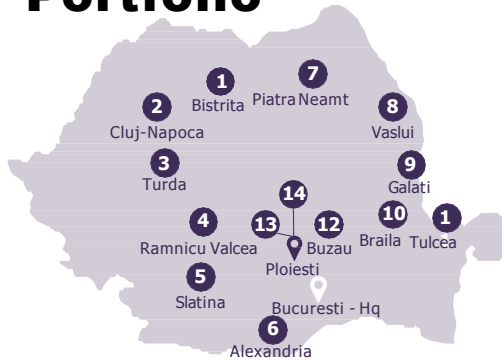 Portfolio
1
Bistrita
7
Piatra Neamt
2
Cluj-Napoca
8
Vaslui
3
Turda
9
Galati
14
4
Ramnicu Valcea
13
12
Buzau
10
Braila
1
Tulcea
Ploiesti
5
Slatina
Bucuresti - Hq
6
Alexandria